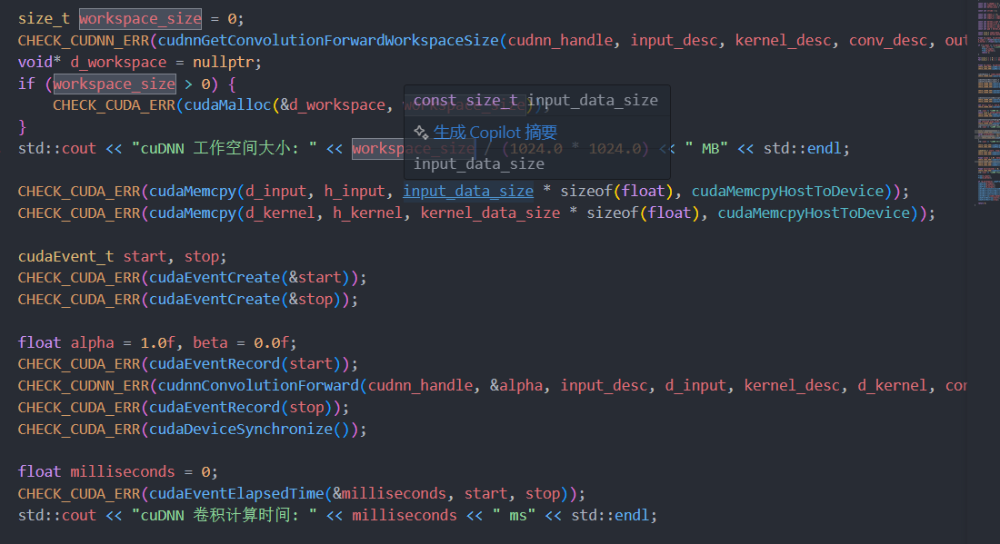 size_t workspace_size = 0;
CHECK_CUDNN_ERR(cudnnGetConvolutionForwardWorkspaceSize(cudnn_handle, input_desc, kernel_desc, conv_desc, out
void* d_workspace = nullptr;
if (workspace_size > 0) {
CHECK_CUDA_ERR(cudaMalloc(&d_workspace, workspace_size));
const size_t input_data_size
}
生成 Copilot 摘要
std::cout << "cuDNN 工作空间大小: " << workspace_size / (1024.0 * 1024.0) << " MB" << std::endl;
input_data_size
CHECK_CUDA_ERR(cudaMemcpy(d_input, h_input, input_data_size * sizeof(float), cudaMemcpyHostToDevice));
CHECK_CUDA_ERR(cudaMemcpy(d_kernel, h_kernel, kernel_data_size * sizeof(float), cudaMemcpyHostToDevice));
cudaEvent_t start, stop;
CHECK_CUDA_ERR(cudaEventCreate(&start));
CHECK_CUDA_ERR(cudaEventCreate(&stop));
float alpha = 1.0f, beta = 0.0f;
CHECK_CUDA_ERR(cudaEventRecord(start));
CHECK_CUDNN_ERR(cudnnConvolutionForward(cudnn_handle, &alpha, input_desc, d_input, kernel_desc, d_kernel, con
CHECK_CUDA_ERR(cudaEventRecord(stop));
CHECK_CUDA_ERR(cudaDeviceSynchronize());
float milliseconds = 0;
CHECK_CUDA_ERR(cudaEventElapsedTime(&milliseconds, start, stop));
std::cout << "cuDNN 卷积计算时间: " << milliseconds << " ms" << std::endl;